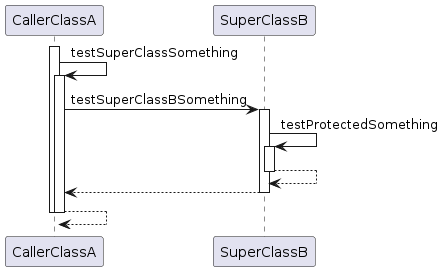 CallerClassA
SuperClassB
testSuperClassSomething
testSuperClassBSomething
testProtectedSomething
CallerClassA
SuperClassB